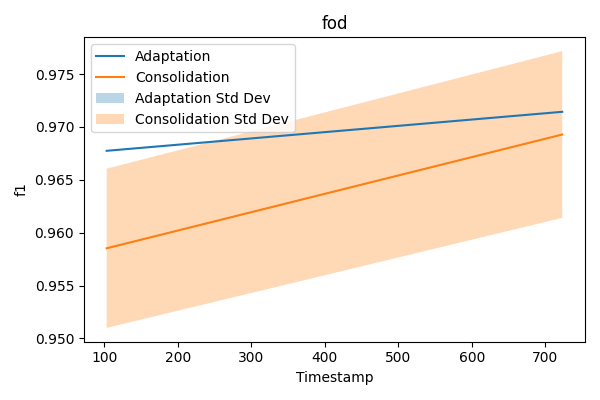 fod
Adaptation
Consolidation
Adaptation Std Dev
Consolidation Std Dev
0.975
0.970
0.965
0.960
0.955
0.950
f1
100 200 300 400 500 600 700
Timestamp